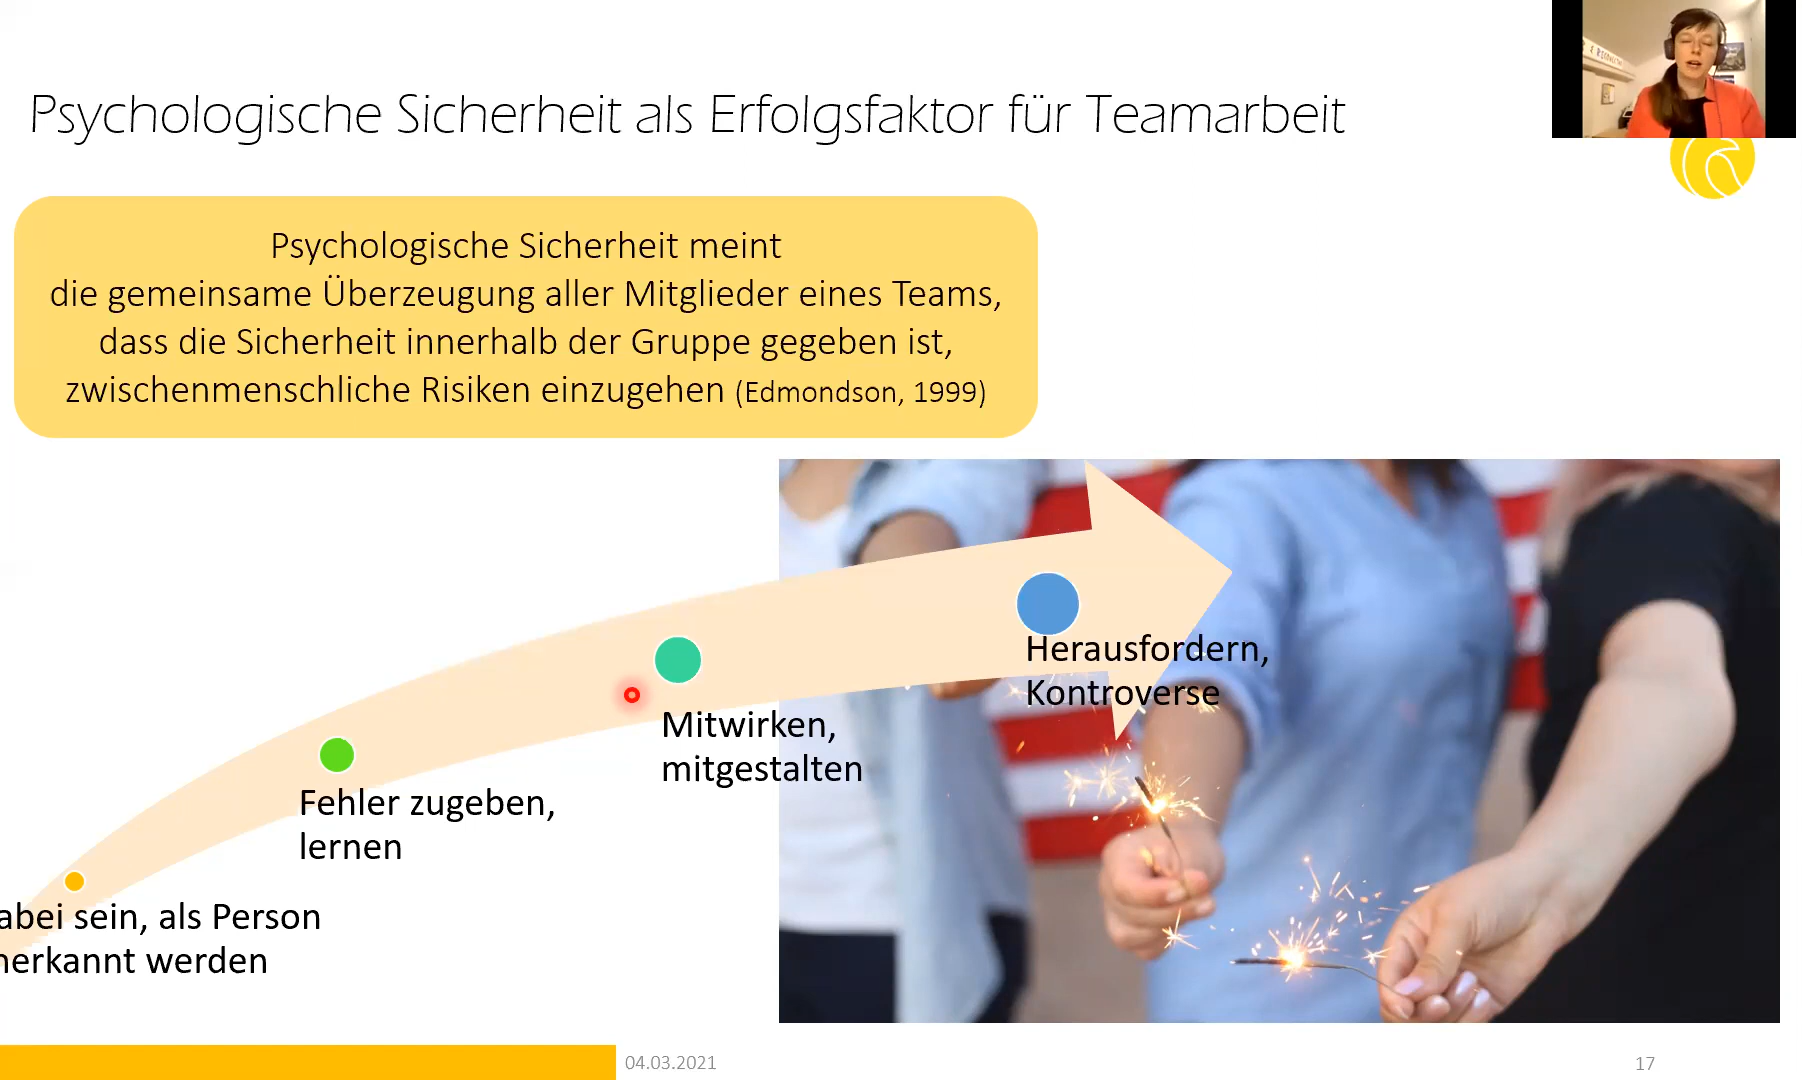 Psychologische Sicherheit als Erfolgsfaktor für Teamarbeit
Psychologische Sicherheit meint
die gemeinsame Überzeugung aller Mitglieder eines Teams,
dass die Sicherheit innerhalb der Gruppe gegeben ist,
zwischenmenschliche Risiken einzugehen (Edmondson, 1999)
Herausfordern,
Kontroverse
Mitwirken,
mitgestalten
Fehler zugeben,
lernen
abei sein, als Person
nerkannt werden
04.03.2021
17